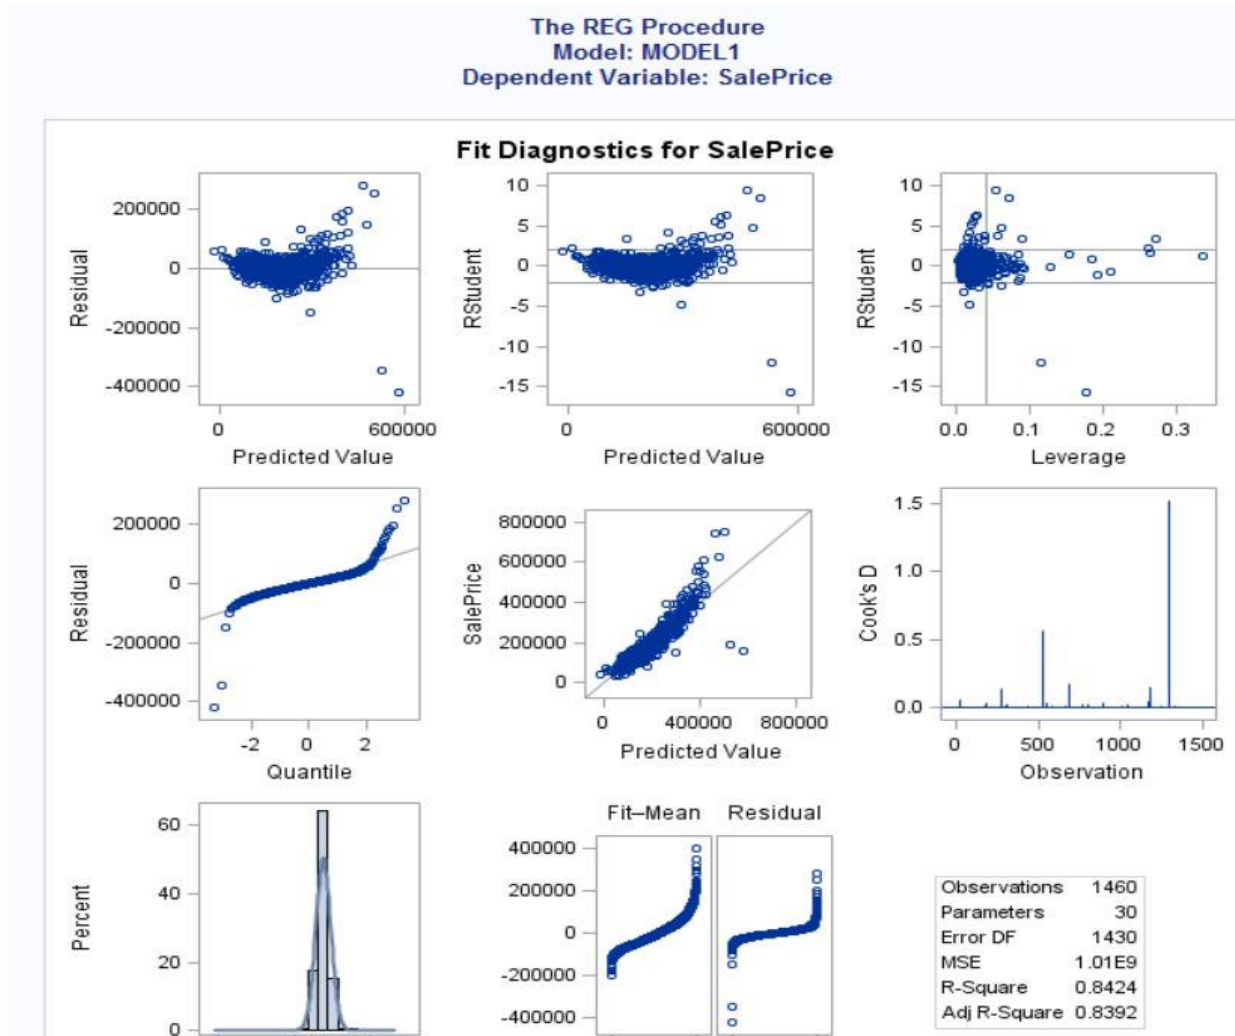 The REG Procedure
Model: MODEL1
Dependent Variable: SalePrice
Fit Diagnostics for SalePrice
200000
0
-200000
-400000
Residual
0
600000
Predicted Value
10
5
0
-5
-10
-15
RStudent
0
600000
Predicted Value
10
5
0
-5
-10
-15
RStudent
0.0
0.1
0.2
0.3
Leverage
200000
0
-200000
-400000
Residual
-2
0
2
Quantile
800000
600000
400000
200000
0
SalePrice
0
400000
800000
Predicted Value
1.5
1.0
0.5
0.0
Cook's D
0
500
1000
1500
Observation
60
40
20
0
Percent
Fit–Mean
Residual
400000
200000
0
-200000
-400000
Observations 1460
Parameters 30
Error DF 1430
MSE 1.01E9
R-Square 0.8424
Adj R-Square 0.8392